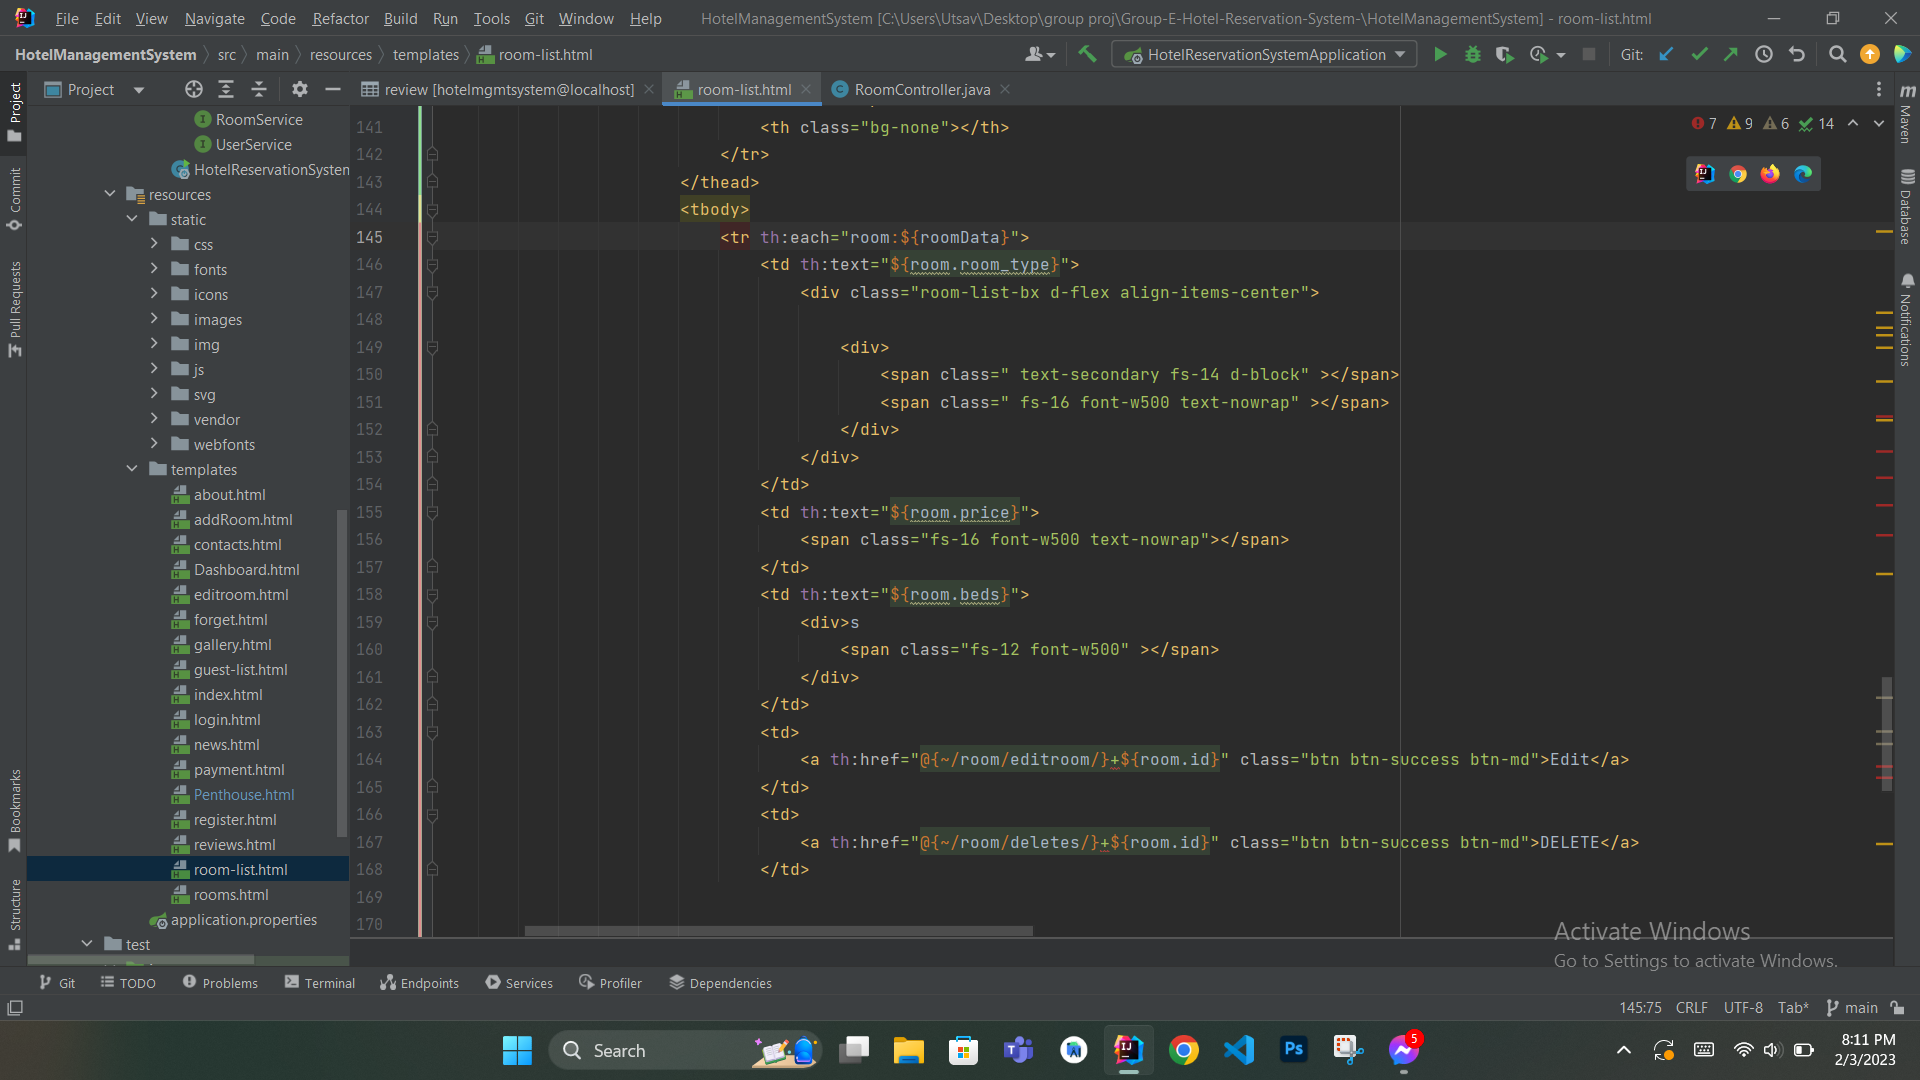 File Edit View Navigate Code Refactor Build Run Tools Git Window Help HotelManagementSystem [C:\Users\Utsav\Desktop\group proj\Group-E-Hotel-Reservation-System-\HotelManagementSystem] - room-list.html
HotelManagementSystem src main resources templates room-list.html HotelReservationSystemApplication Git:
Project review [hotelmgmtsystem@localhost] room-list.html RoomController.java
7 9 6 14
Project
Commit
Pull Requests
Bookmarks
Structure
RoomService
UserService
HotelReservationSysten
resources
static
css
fonts
icons
images
img
js
svg
vendor
webfonts
templates
about.html
addRoom.html
contacts.html
Dashboard.html
editroom.html
forget.html
gallery.html
guest-list.html
index.html
login.html
news.html
payment.html
Penthouse.html
register.html
reviews.html
room-list.html
rooms.html
application.properties
test
141 <th class="bg-none"></th>
142 </tr>
143 </thead>
144 <tbody>
145 <tr th:each="room:${roomData}">
146 <td th:text="${room.room_type}">
147 <div class="room-list-bx d-flex align-items-center">
148
149 <div>
150 <span class=" text-secondary fs-14 d-block" ></span>
151 <span class=" fs-16 font-w500 text-nowrap" ></span>
152 </div>
153 </div>
154 </td>
155 <td th:text="${room.price}">
156 <span class="fs-16 font-w500 text-nowrap"></span>
157 </td>
158 <td th:text="${room.beds}">
159 <div>s
160 <span class="fs-12 font-w500" ></span>
161 </div>
162 </td>
163 <td>
164 <a th:href="@{~/room/editroom/}+${room.id}" class="btn btn-success btn-md">Edit</a>
165 </td>
166 <td>
167 <a th:href="@{~/room/deletes/}+${room.id}" class="btn btn-success btn-md">DELETE</a>
168 </td>
169
170
Maven
Database
Notifications
Activate Windows
Go to Settings to activate Windows.
Git TODO Problems Terminal Endpoints Services Profiler Dependencies
145:75 CRLF UTF-8 Tab* main
Search
Ps
5
8:11 PM
2/3/2023